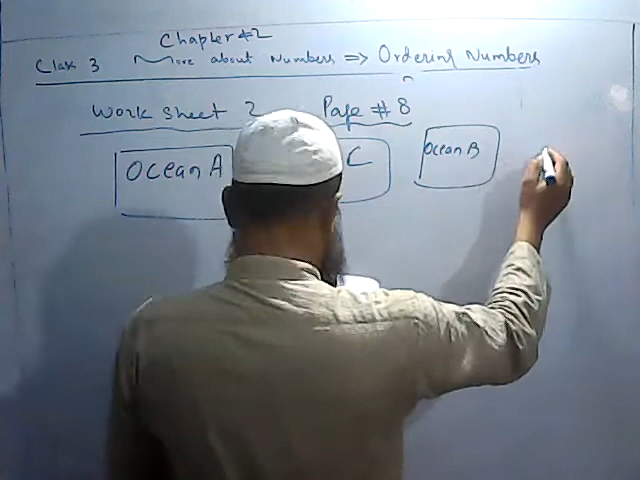 Chapter #2
Class 3 More about Numbers => Ordering Numbers
Work sheet 2 Page # 8
Ocean A C Ocean B